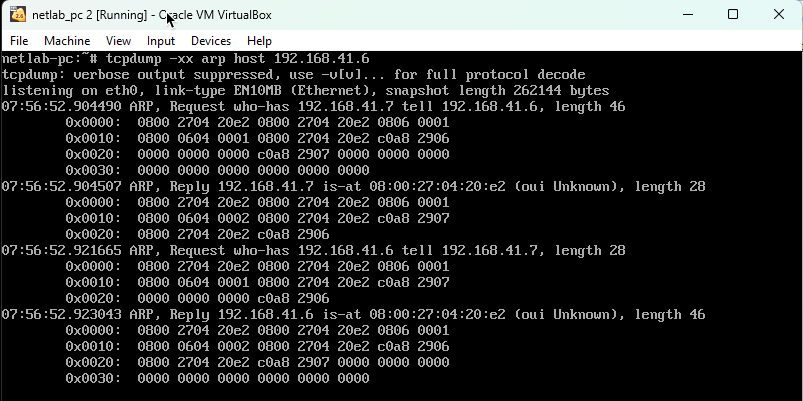 netlab_pc 2 [Running] - Oracle VM VirtualBox
File Machine View Input Devices Help
netlab-pc:~# tcpdump -xx arp host 192.168.41.6
tcpdump: verbose output suppressed, use -v[v]... for full protocol decode
listening on eth0, link-type EN10MB (Ethernet), snapshot length 262144 bytes
07:56:52.904490 ARP, Request who-has 192.168.41.7 tell 192.168.41.6, length 46
0x0000: 0800 2704 20e2 0800 2704 20e2 0806 0001
0x0010: 0800 0604 0001 0800 2704 20e2 c0a8 2906
0x0020: 0000 0000 0000 c0a8 2907 0000 0000 0000
0x0030: 0000 0000 0000 0000 0000 0000
07:56:52.904507 ARP, Reply 192.168.41.7 is-at 08:00:27:04:20:e2 (oui Unknown), length 28
0x0000: 0800 2704 20e2 0800 2704 20e2 0806 0001
0x0010: 0800 0604 0002 0800 2704 20e2 c0a8 2907
0x0020: 0800 2704 20e2 c0a8 2906
07:56:52.921665 ARP, Request who-has 192.168.41.6 tell 192.168.41.7, length 28
0x0000: 0800 2704 20e2 0800 2704 20e2 0806 0001
0x0010: 0800 0604 0001 0800 2704 20e2 c0a8 2907
0x0020: 0000 0000 0000 c0a8 2906
07:56:52.923043 ARP, Reply 192.168.41.6 is-at 08:00:27:04:20:e2 (oui Unknown), length 46
0x0000: 0800 2704 20e2 0800 2704 20e2 0806 0001
0x0010: 0800 0604 0002 0800 2704 20e2 c0a8 2906
0x0020: 0800 2704 20e2 c0a8 2907 0000 0000 0000
0x0030: 0000 0000 0000 0000 0000 0000